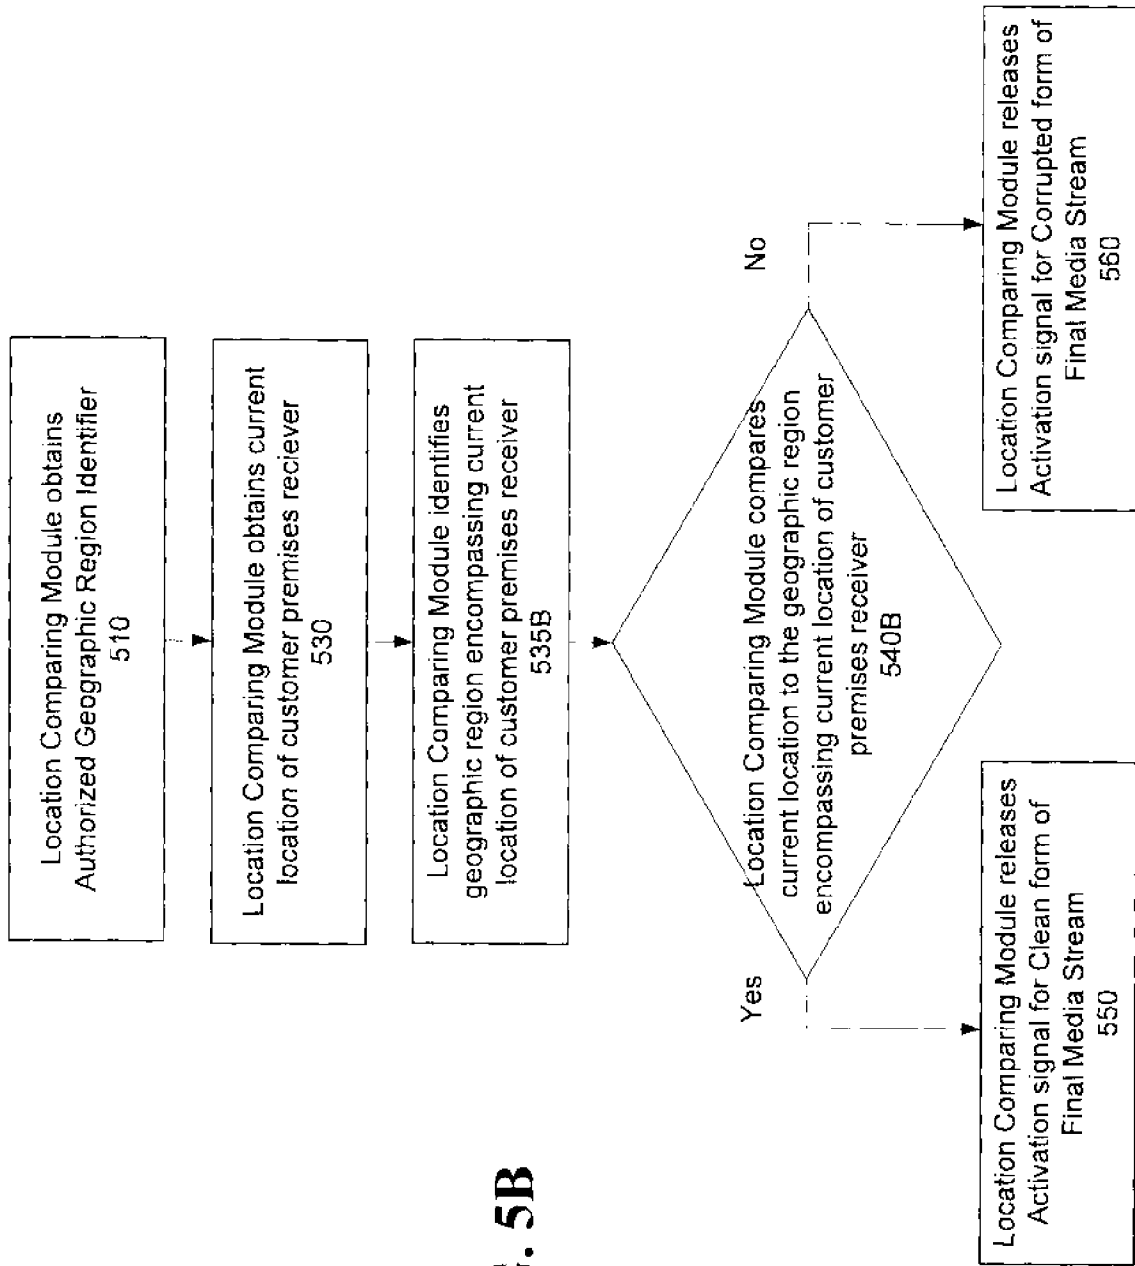 Location Comparing Module obtains
Authorized Geographic Region Identifier
510
Location Comparing Module obtains current
location of customer premises reciever
530
Location Comparing Module identifies
geographic region encompassing current
location of customer premises receiver
535B
Location Comparing Module compares
current location to the geographic region
encompassing current location of customer
premises receiver
540B
Yes
No
Location Comparing Module releases
Activation signal for Clean form of
Final Media Stream
550
Location Comparing Module releases
Activation signal for Corrupted form of
Final Media Stream
560
. 5B